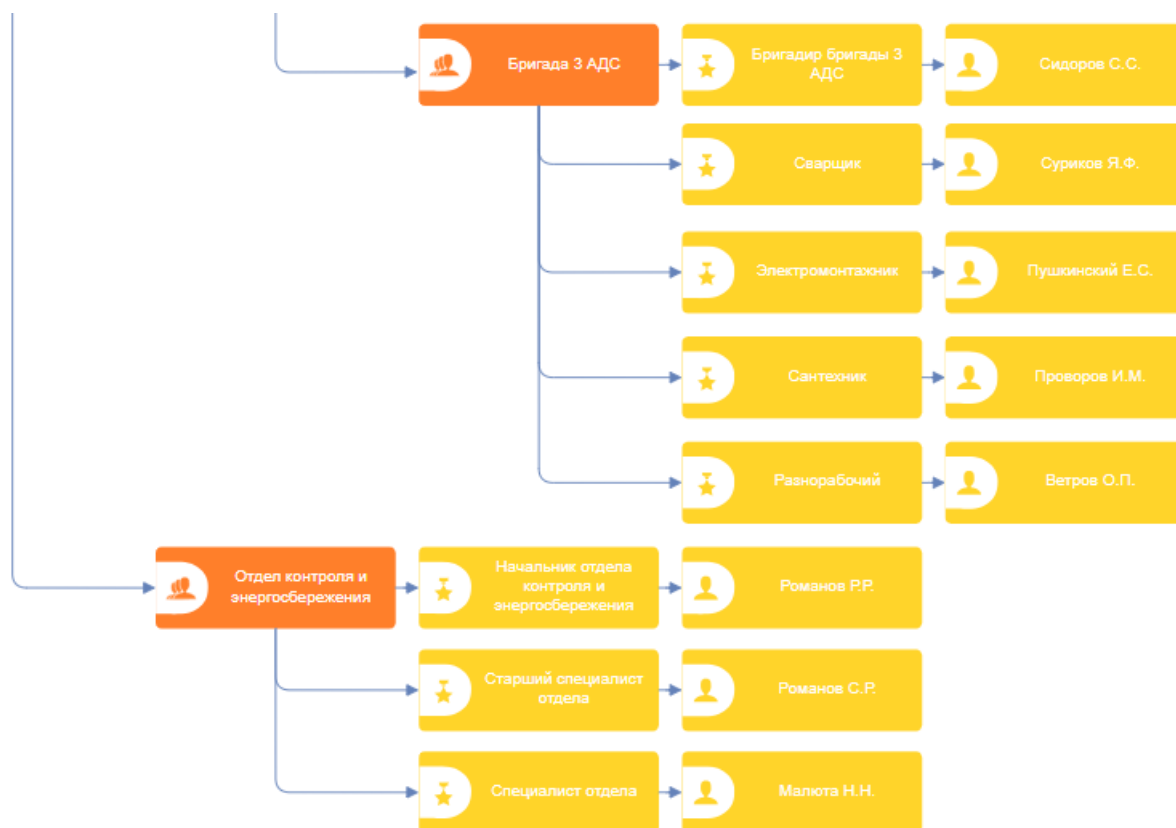 Бригада 3 АДС
Бригадир бригады 3
АДС
Сидоров С.С.
Сварщик
Суриков Я.Ф.
Электромонтажник
Пушкинский Е.С.
Сантехник
Проворов И.М.
Разнорабочий
Ветров О.П.
Отдел контроля и
энергосбережения
Начальник отдела
контроля и
энергосбережения
Романов Р.Р.
Старший специалист
отдела
Романов С.Р.
Специалист отдела
Малюта Н.Н.